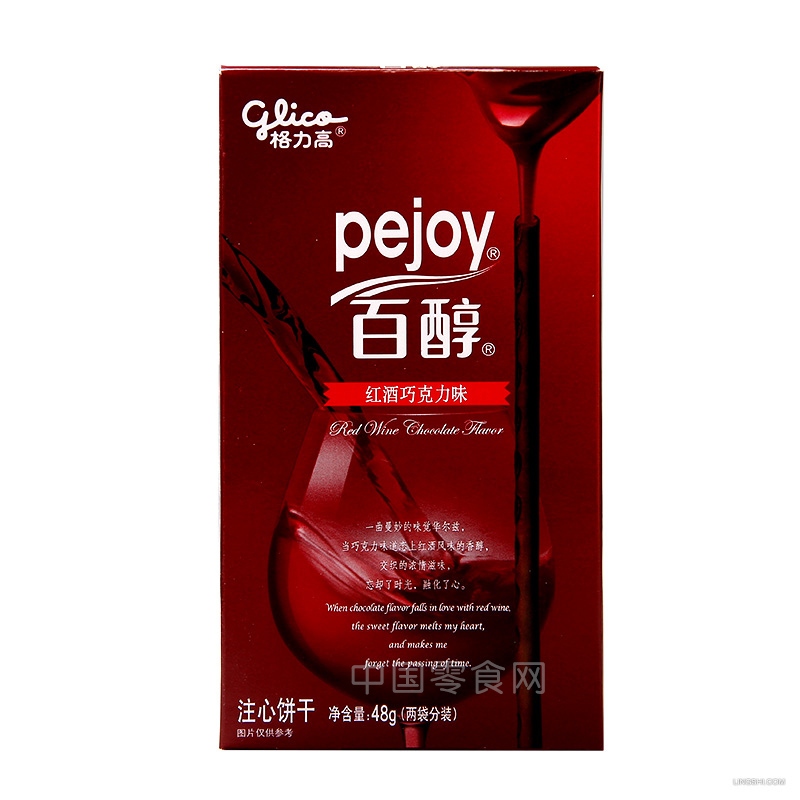 Glico®
格力高®
pejoy®
百醇®
红酒巧克力味
Red Wine Chocolate Flavor
一曲曼妙的味觉华尔兹，
当巧克力味道恋上红酒风味的香醇，
交织的浓情滋味，
忘却了时光，融化了心。
When chocolate flavor falls in love with red wine,
the sweet flavor melts my heart,
and makes me
forget the passing of time.
中国零食网
注心饼干 净含量：48g（两袋分装）
图片仅供参考
LINGSHI.COM